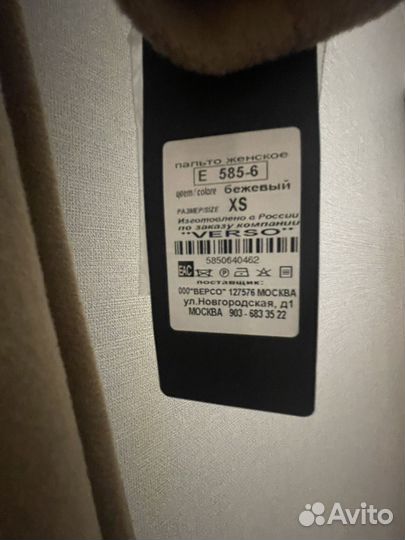 пальто женское
E 585-6
цвет/colore бежевый
РАЗМЕР/SIZE XS
Изготовлено в России
по заказу компании
"VERSO"
5850640462
EAC
поставщик:
ООО"ВЕРСО" 127576 МОСКВА
ул.Новгородская, д1
МОСКВА 903 - 683 35 22
Avito